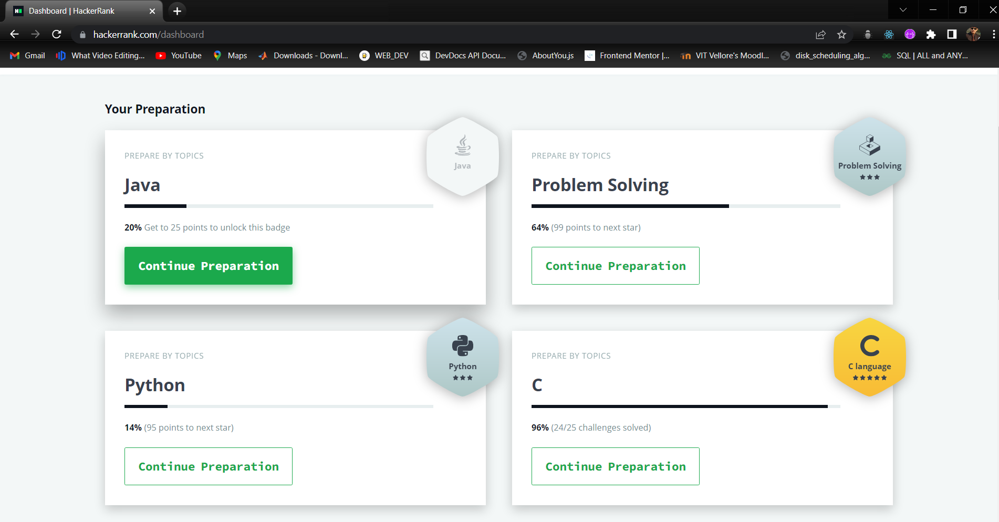 Dashboard | HackerRank
hackerrank.com/dashboard
Gmail What Video Editing... YouTube Maps Downloads - Downl... WEB_DEV DevDocs API Docu... AboutYou.js Frontend Mentor |... VIT Vellore's Moodl... disk_scheduling_alg... SQL | ALL and ANY...
Your Preparation
PREPARE BY TOPICS
Java
20% Get to 25 points to unlock this badge
Continue Preparation
Java
PREPARE BY TOPICS
Problem Solving
64% (99 points to next star)
Continue Preparation
Problem Solving
PREPARE BY TOPICS
Python
14% (95 points to next star)
Continue Preparation
Python
PREPARE BY TOPICS
C
96% (24/25 challenges solved)
Continue Preparation
C
C language